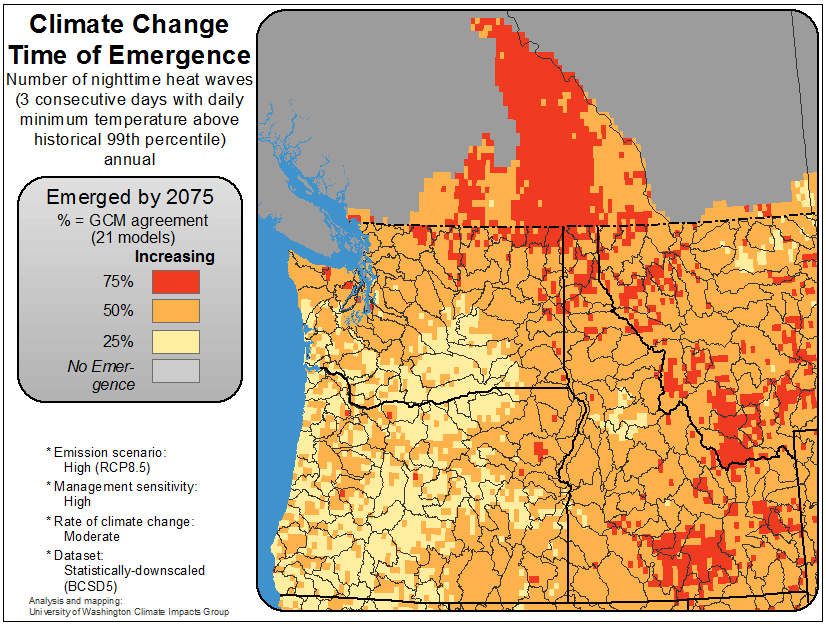 Climate Change
Time of Emergence
Number of nighttime heat waves
(3 consecutive days with daily
minimum temperature above
historical 99th percentile)
annual
Emerged by 2075
% = GCM agreement
(21 models)
Increasing
75%
50%
25%
No Emer-
gence
* Emission scenario:
High (RCP8.5)
* Management sensitivity:
High
* Rate of climate change:
Moderate
* Dataset:
Statistically-downscaled
(BCSD5)
Analysis and mapping:
University of Washington Climate Impacts Group